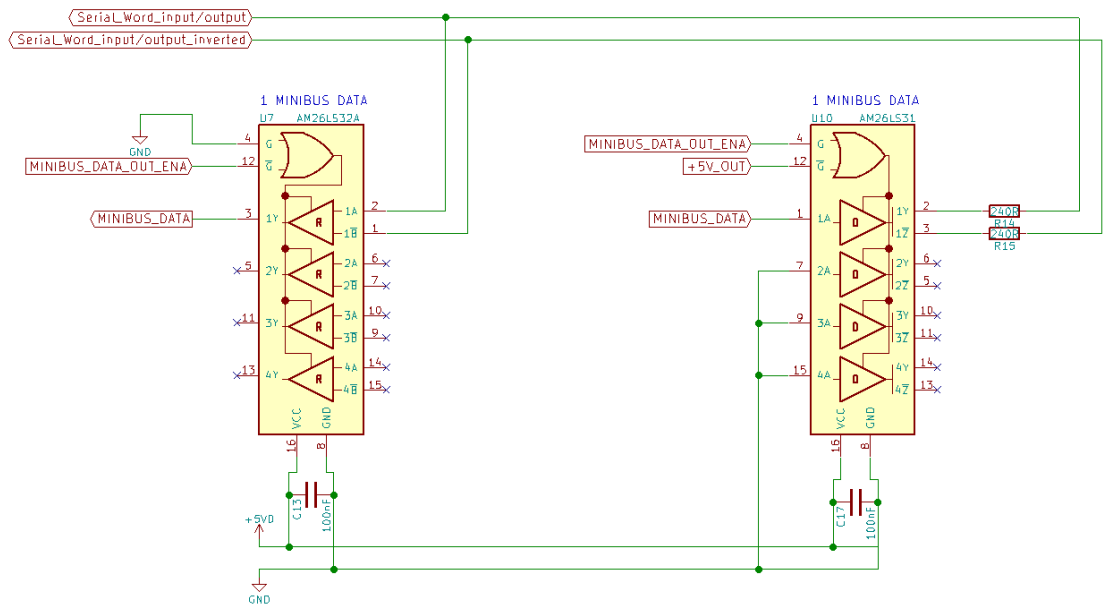 Serial_Word_input/output
Serial_Word_input/output_inverted
1 MINIBUS DATA
U7 AM26LS32A
4 G
GND
MINIBUS_DATA_OUT_ENA 12 G
MINIBUS_DATA 3 1Y
1A 2
1B 1
R
5 2Y
2A 6
2B 7
R
11 3Y
3A 10
3B 9
R
13 4Y
4A 14
4B 15
R
VCC GND
16 8
C13 100nF
+5VD
GND
1 MINIBUS DATA
U10 AM26LS31
MINIBUS_DATA_OUT_ENA 4 G
+5V_OUT 12 G
MINIBUS_DATA 1 1A
1Y 2 240R
R14
1Z 3 240R
R15
D
7 2A
2Y 6
2Z 5
D
9 3A
3Y 10
3Z 11
D
15 4A
4Y 14
4Z 13
D
VCC GND
16 8
C17 100nF